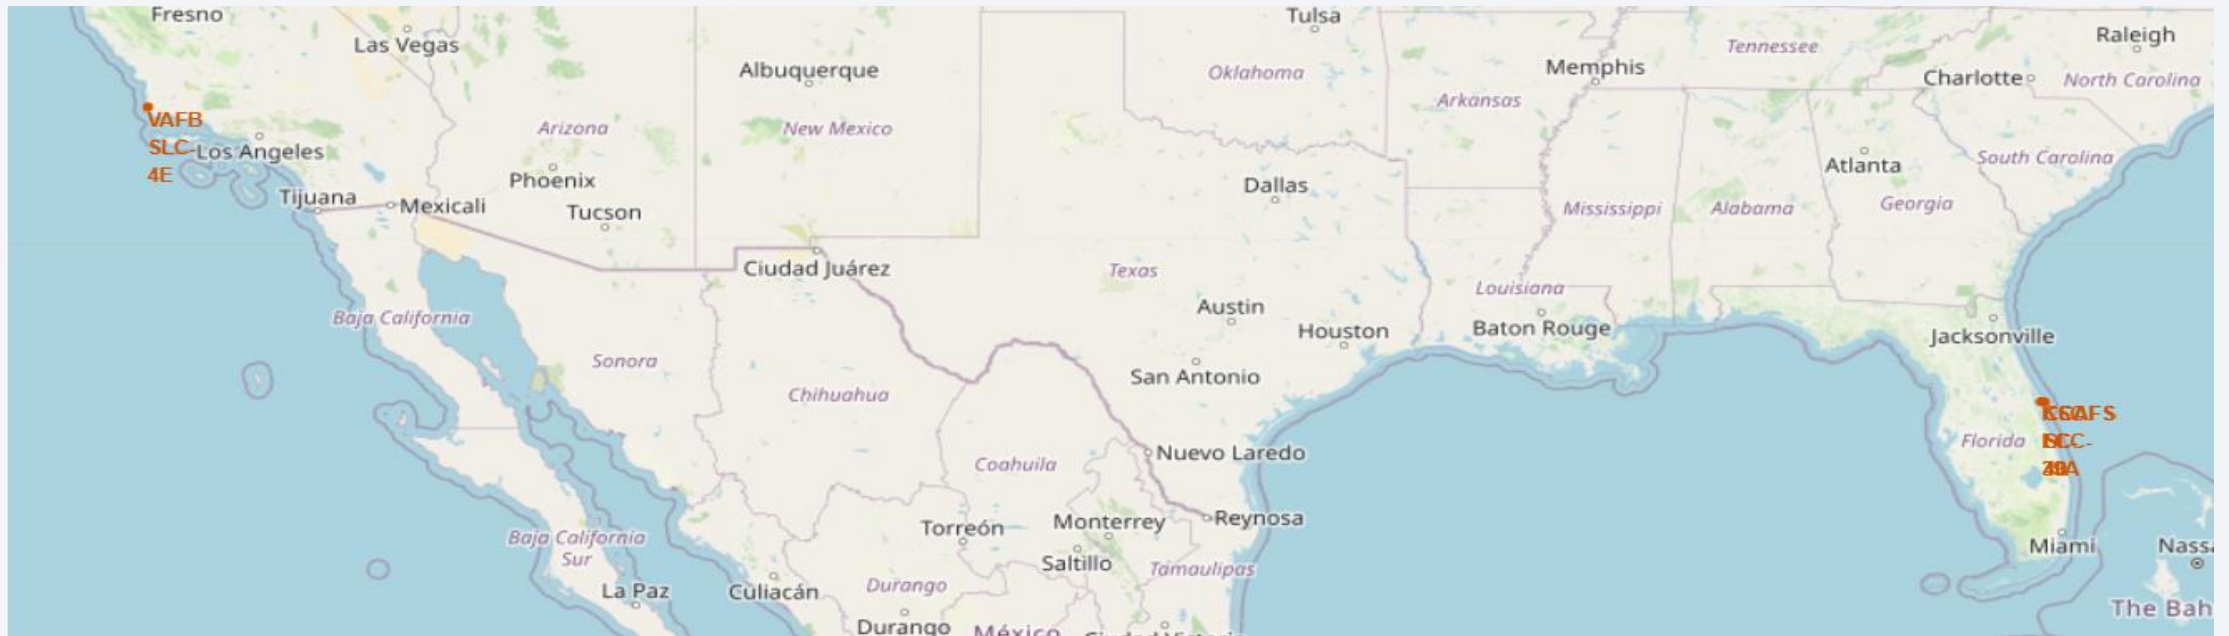 Fresno
Tulsa
Raleigh
Las Vegas
Tennessee
Albuquerque
Oklahoma
Memphis
Charlotte
North Carolina
Arkansas
VAFB
SLC-
4E
Los Angeles
Arizona
New Mexico
Atlanta
South Carolina
Phoenix
Dallas
Tijuana
Mexicali
Tucson
Mississippi
Alabama
Georgia
Ciudad Juárez
Texas
Louisiana
Baja California
Austin
Houston
Baton Rouge
Jacksonville
Sonora
San Antonio
Chihuahua
Florida
Nuevo Laredo
Coahuila
Torreón
Monterrey
Reynosa
Baja California
Sur
Saltillo
Tamaulipas
Miami
La Paz
Culiacán
Durango
Durango
México
The Bah